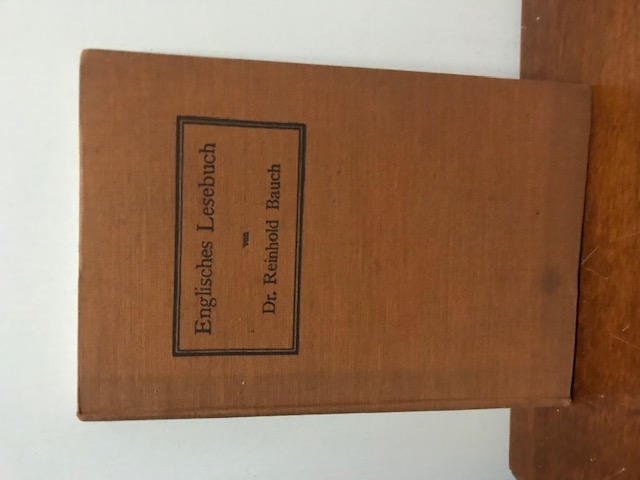 Englisches Lesebuch
von
Dr. Reinhold Bauch